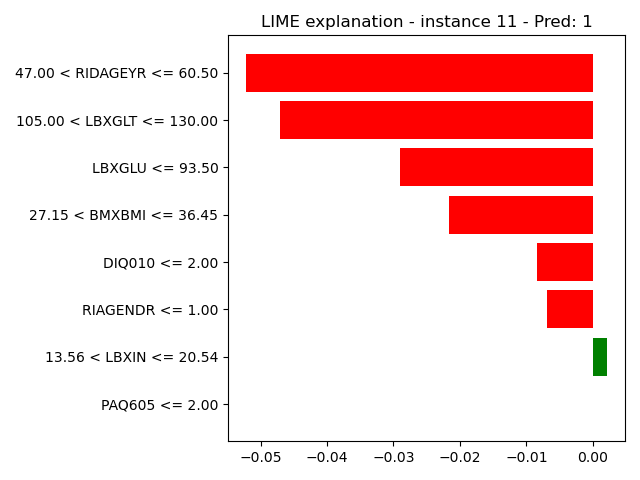 LIME explanation - instance 11 - Pred: 1
47.00 < RIDAGEYR <= 60.50
105.00 < LBXGLT <= 130.00
LBXGLU <= 93.50
27.15 < BMXBMI <= 36.45
DIQ010 <= 2.00
RIAGENDR <= 1.00
13.56 < LBXIN <= 20.54
PAQ605 <= 2.00
−0.05 −0.04 −0.03 −0.02 −0.01 0.00